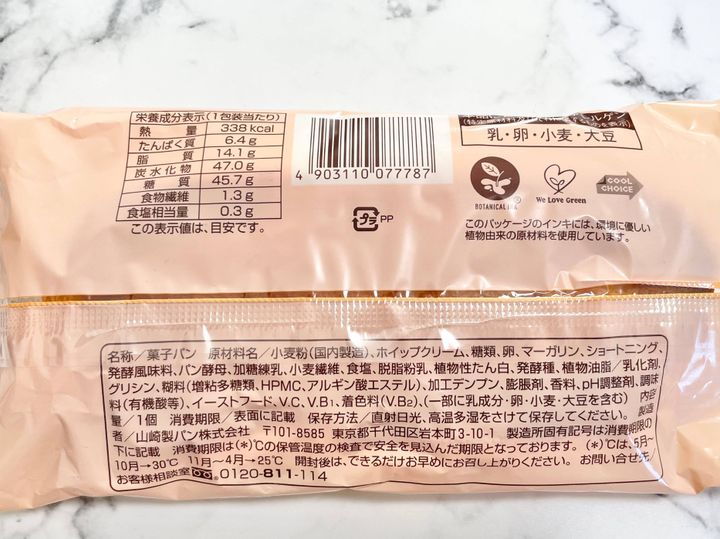 栄養成分表示(1包装当たり)
熱量 338kcal
たんぱく質 6.4g
脂質 14.1g
炭水化物 47.0g
糖質 45.7g
食物繊維 1.3g
食塩相当量 0.3g
この表示値は、目安です。
4 903110 077787
プラ PP
乳・卵・小麦・大豆
BOTANICAL INK
We Love Green
COOL CHOICE
このパッケージのインキには、環境に優しい
植物由来の原材料を使用しています。
名称/菓子パン 原材料名/小麦粉(国内製造)、ホイップクリーム、糖類、卵、マーガリン、ショートニング、
発酵風味料、パン酵母、加糖練乳、小麦繊維、食塩、脱脂粉乳、植物性たん白、発酵種、植物油脂/乳化剤、
グリシン、糊料(増粘多糖類、HPMC、アルギン酸エステル)、加工デンプン、膨脹剤、香料、pH調整剤、調味
料(有機酸等)、イーストフード、V.C、V.B₁、着色料(V.B₂)、(一部に乳成分・卵・小麦・大豆を含む) 内容
量/1個 消費期限/表面に記載 保存方法/直射日光、高温多湿をさけて保存してください。 製造
者/山崎製パン株式会社 〒101-8585 東京都千代田区岩本町3-10-1 製造所固有記号は消費期限の
下に記載 消費期限は(*)℃の保管温度の検査で安全を見込んだ期限となっております。 (*)℃は、5月〜
10月→30℃ 11月〜4月→25℃ 開封後は、できるだけお早めにお召し上がりください。 お問い合せ先/
お客様相談室 0120-811-114